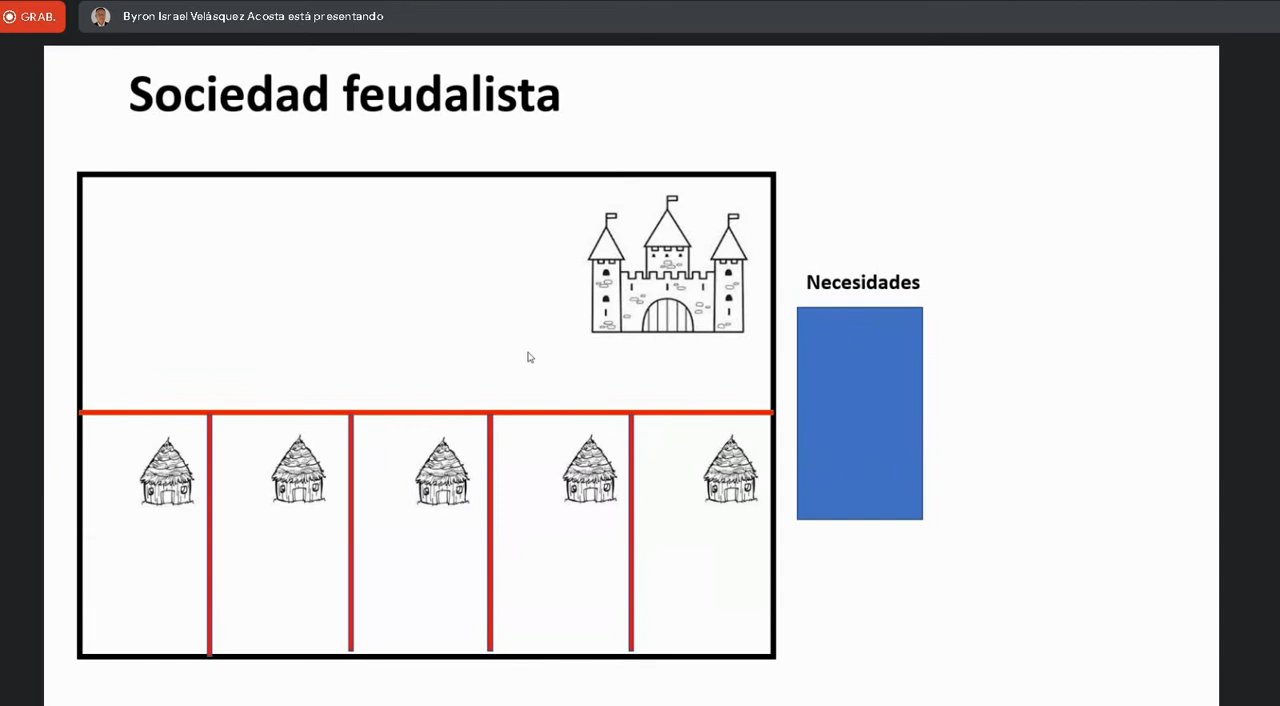 GRAB.
Byron Israel Velásquez Acosta está presentando
Sociedad feudalista
Necesidades